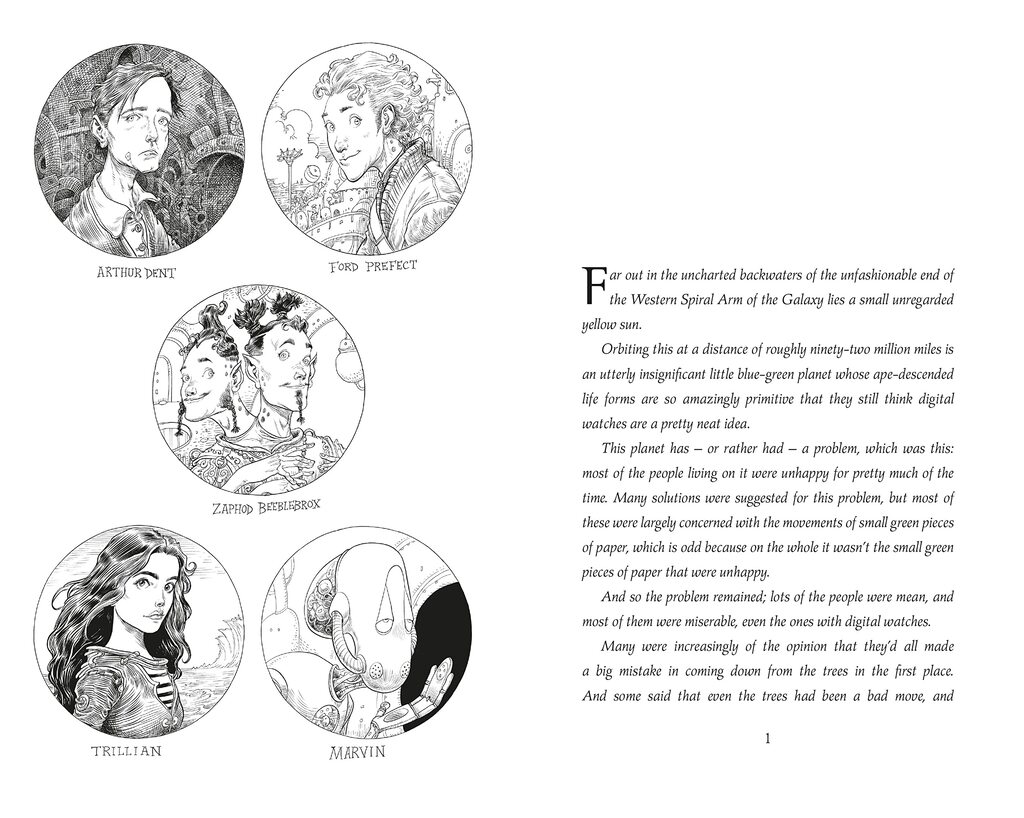 ARTHUR DENT
FORD PREFECT
ZAPHOD BEEBLEBROX
TRILLIAN
MARVIN
Far out in the uncharted backwaters of the unfashionable end of
the Western Spiral Arm of the Galaxy lies a small unregarded
yellow sun.
Orbiting this at a distance of roughly ninety-two million miles is
an utterly insignificant little blue-green planet whose ape-descended
life forms are so amazingly primitive that they still think digital
watches are a pretty neat idea.
This planet has – or rather had – a problem, which was this:
most of the people living on it were unhappy for pretty much of the
time. Many solutions were suggested for this problem, but most of
these were largely concerned with the movements of small green pieces
of paper, which is odd because on the whole it wasn't the small green
pieces of paper that were unhappy.
And so the problem remained; lots of the people were mean, and
most of them were miserable, even the ones with digital watches.
Many were increasingly of the opinion that they'd all made
a big mistake in coming down from the trees in the first place.
And some said that even the trees had been a bad move, and
1